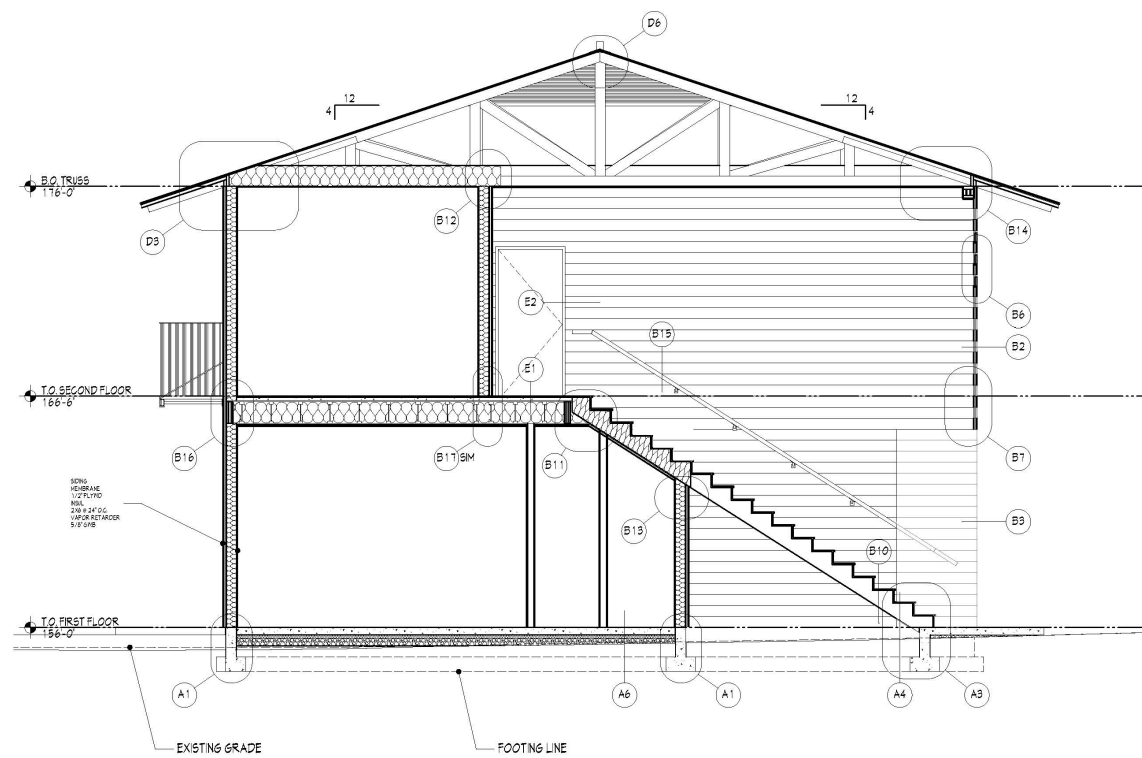 D6
12
4
12
4
B.O. TRUSS
176'-0"
B12
D3
B14
E2
B6
B15
B2
E1
T.O. SECOND FLOOR
166'-6"
B16
B17 SIM
B11
B7
SIDING
MEMBRANE
1/2" PLYWD
INSUL
2X6 @ 24" O.C.
VAPOR RETARDER
5/8" GWB
B13
B3
B10
T.O. FIRST FLOOR
156'-0"
A1
A6
A1
A4
A3
EXISTING GRADE
FOOTING LINE